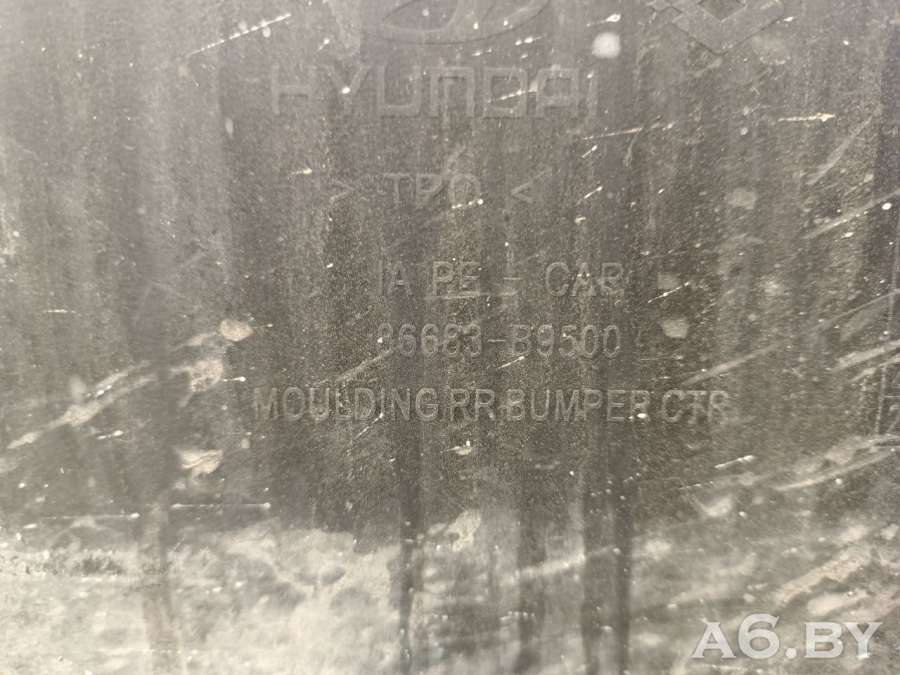 HYUNDAI
> TPO <
IA PE - CAR
86683-B9500
MOULDING RR BUMPER CTR
A6.BY